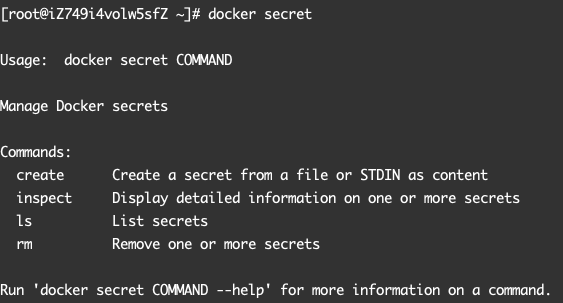 [root@iZ749i4volw5sfZ ~]# docker secret
Usage:  docker secret COMMAND
Manage Docker secrets
Commands:
  create      Create a secret from a file or STDIN as content
  inspect     Display detailed information on one or more secrets
  ls          List secrets
  rm          Remove one or more secrets
Run 'docker secret COMMAND --help' for more information on a command.